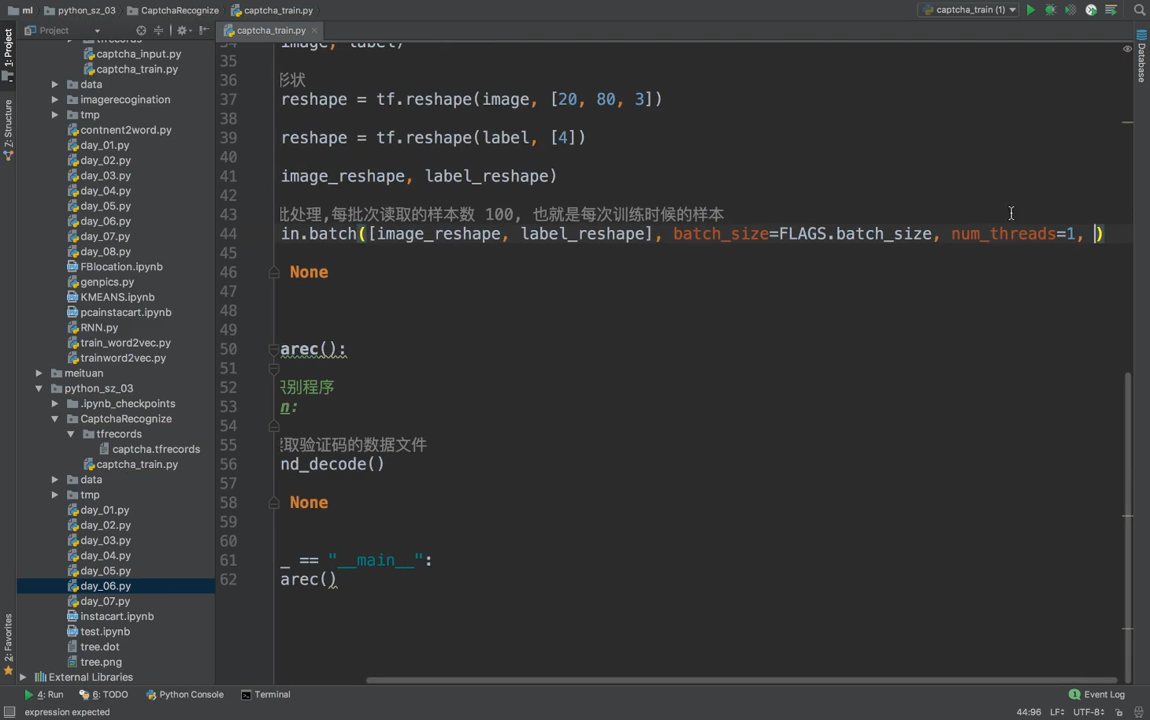 ml python_sz_03 CaptchaRecognize captcha_train.py captcha_train (1)
Project captcha_train.py
1: Project
Z: Structure
2: Favorites
Database
captcha_input.py
captcha_train.py
data
imagerecogination
tmp
contnent2word.py
day_01.py
day_02.py
day_03.py
day_04.py
day_05.py
day_06.py
day_07.py
day_08.py
FBlocation.ipynb
genpics.py
KMEANS.ipynb
pcainstacart.ipynb
RNN.py
train_word2vec.py
trainword2vec.py
meituan
python_sz_03
.ipynb_checkpoints
CaptchaRecognize
tfrecords
captcha.tfrecords
captcha_train.py
data
tmp
day_01.py
day_02.py
day_03.py
day_04.py
day_05.py
day_06.py
day_07.py
instacart.ipynb
test.ipynb
tree.dot
tree.png
External Libraries
34 image, label)
35
36 形状
37 reshape = tf.reshape(image, [20, 80, 3])
38
39 reshape = tf.reshape(label, [4])
40
41 image_reshape, label_reshape)
42
43 批处理,每批次读取的样本数 100, 也就是每次训练时候的样本
44 in.batch([image_reshape, label_reshape], batch_size=FLAGS.batch_size, num_threads=1, )
45
46 None
47
48
49
50 arec():
51
52 识别程序
53 n:
54
55 读取验证码的数据文件
56 nd_decode()
57
58 None
59
60
61 _ == "__main__":
62 arec()
4: Run 6: TODO Python Console Terminal 1 Event Log
expression expected 44:96 LF÷ UTF-8÷